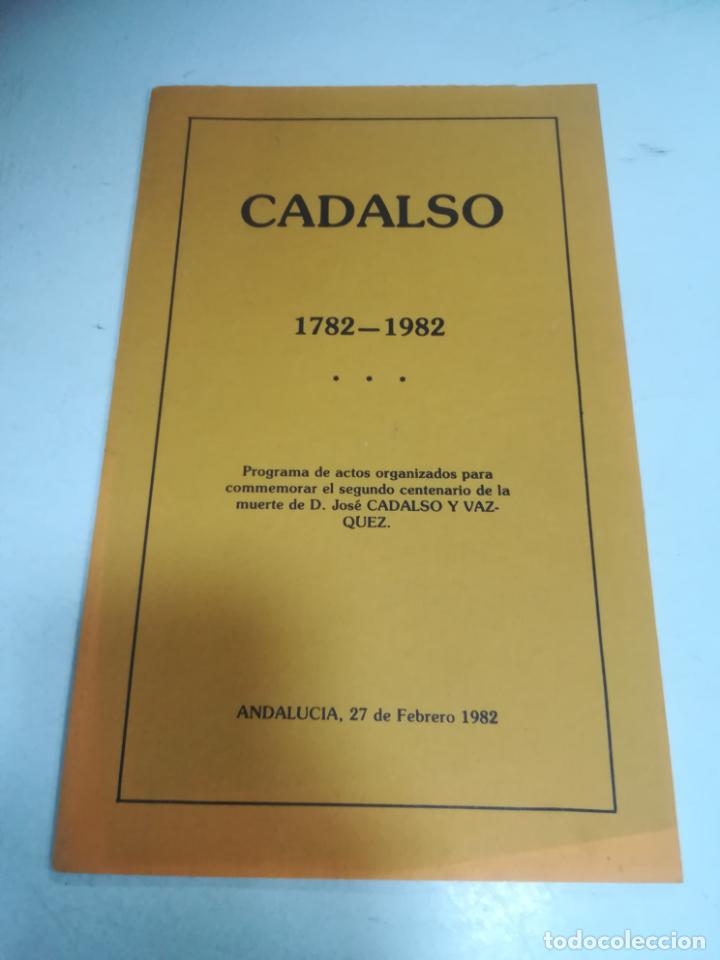 CADALSO
1782—1982
. . .
Programa de actos organizados para
commemorar el segundo centenario de la
muerte de D. José CADALSO Y VAZ-
QUEZ.
ANDALUCIA, 27 de Febrero 1982
todocoleccion
todocoleccion